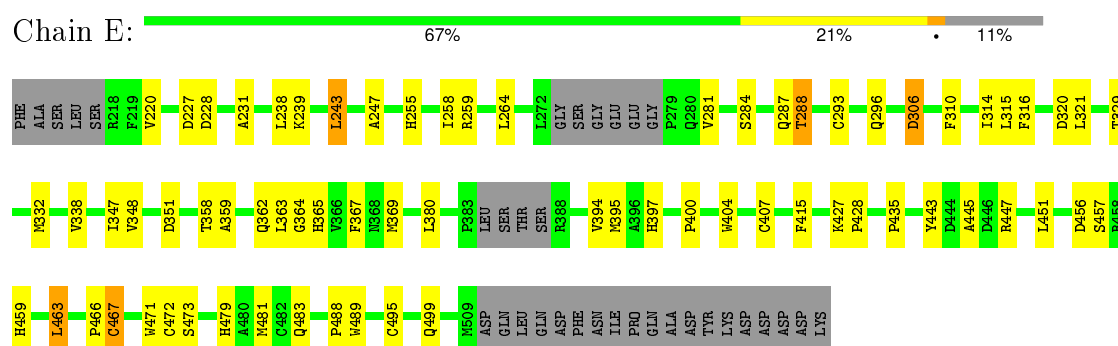 Chain E:
67% 21% • 11%
PHE ALA SER LEU SER R218 F219 V220 D227 D228 A231 L238 K239 L243 A247 H255 I258 R259 L264 L272 GLY SER GLY GLU GLU GLY P279 Q280 V281 S284 Q287 T288 C293 Q296 D306 F310 I314 L315 F316 D320 L321 T329
M332 V338 I347 V348 D351 T358 A359 Q362 L363 G364 H365 V366 F367 N368 M369 L380 P383 LEU SER THR SER R388 V394 M395 A396 H397 P400 W404 C407 F415 K427 P428 P435 Y443 D444 A445 D446 R447 L451 D456 S457 R458
H459 L463 P466 C467 W471 C472 S473 H479 A480 M481 C482 Q483 P488 W489 C495 Q499 M509 ASP GLN LEU GLN ASP PHE ASN ILE PRO GLN ALA ASP TYR LYS ASP ASP ASP ASP LYS